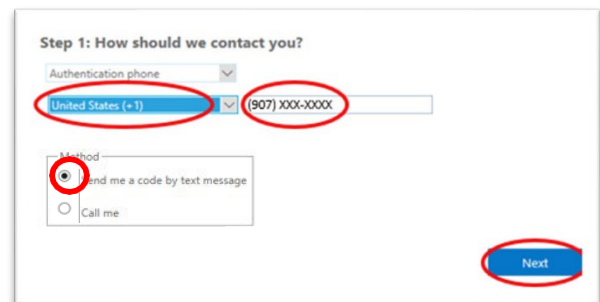 Step 1: How should we contact you?
Authentication phone
United States (+1) (907) XXX-XXXX
Method
Send me a code by text message
Call me
Next